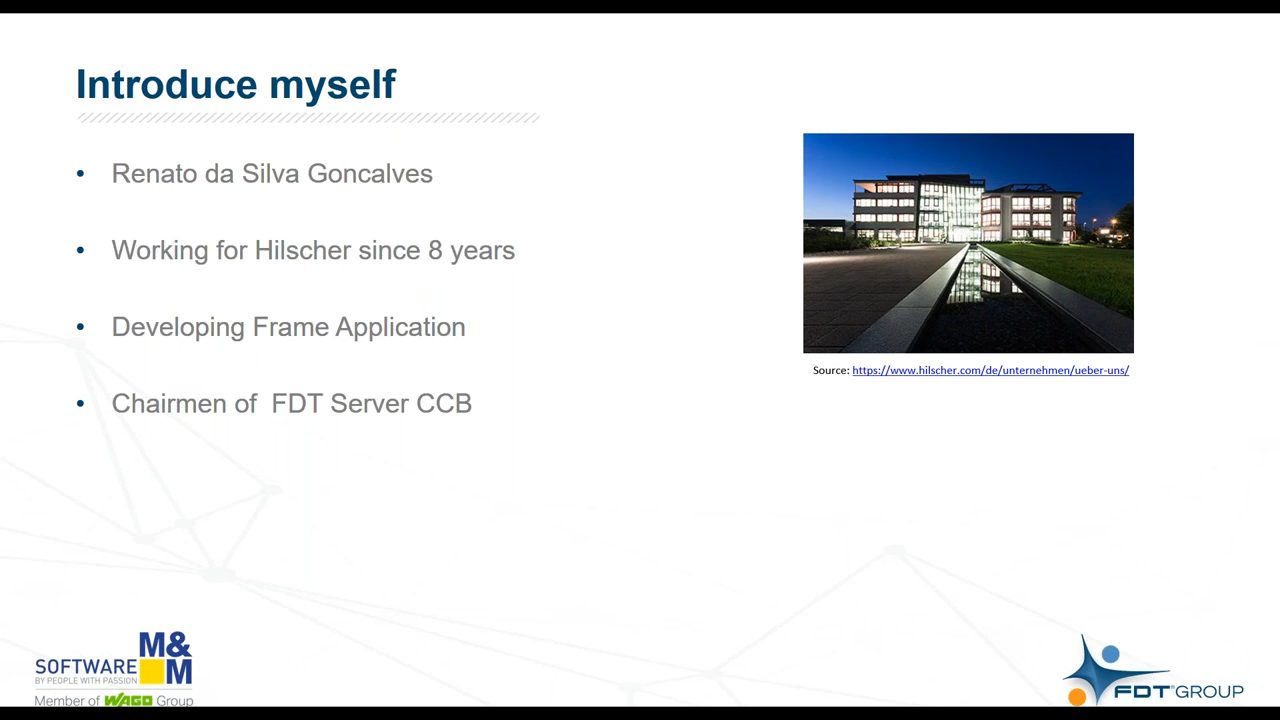 Introduce myself
• Renato da Silva Goncalves
• Working for Hilscher since 8 years
• Developing Frame Application
• Chairmen of  FDT Server CCB
Source: https://www.hilscher.com/de/unternehmen/ueber-uns/
M&M
SOFTWARE
BY PEOPLE WITH PASSION
Member of WAGO Group
FDT® GROUP